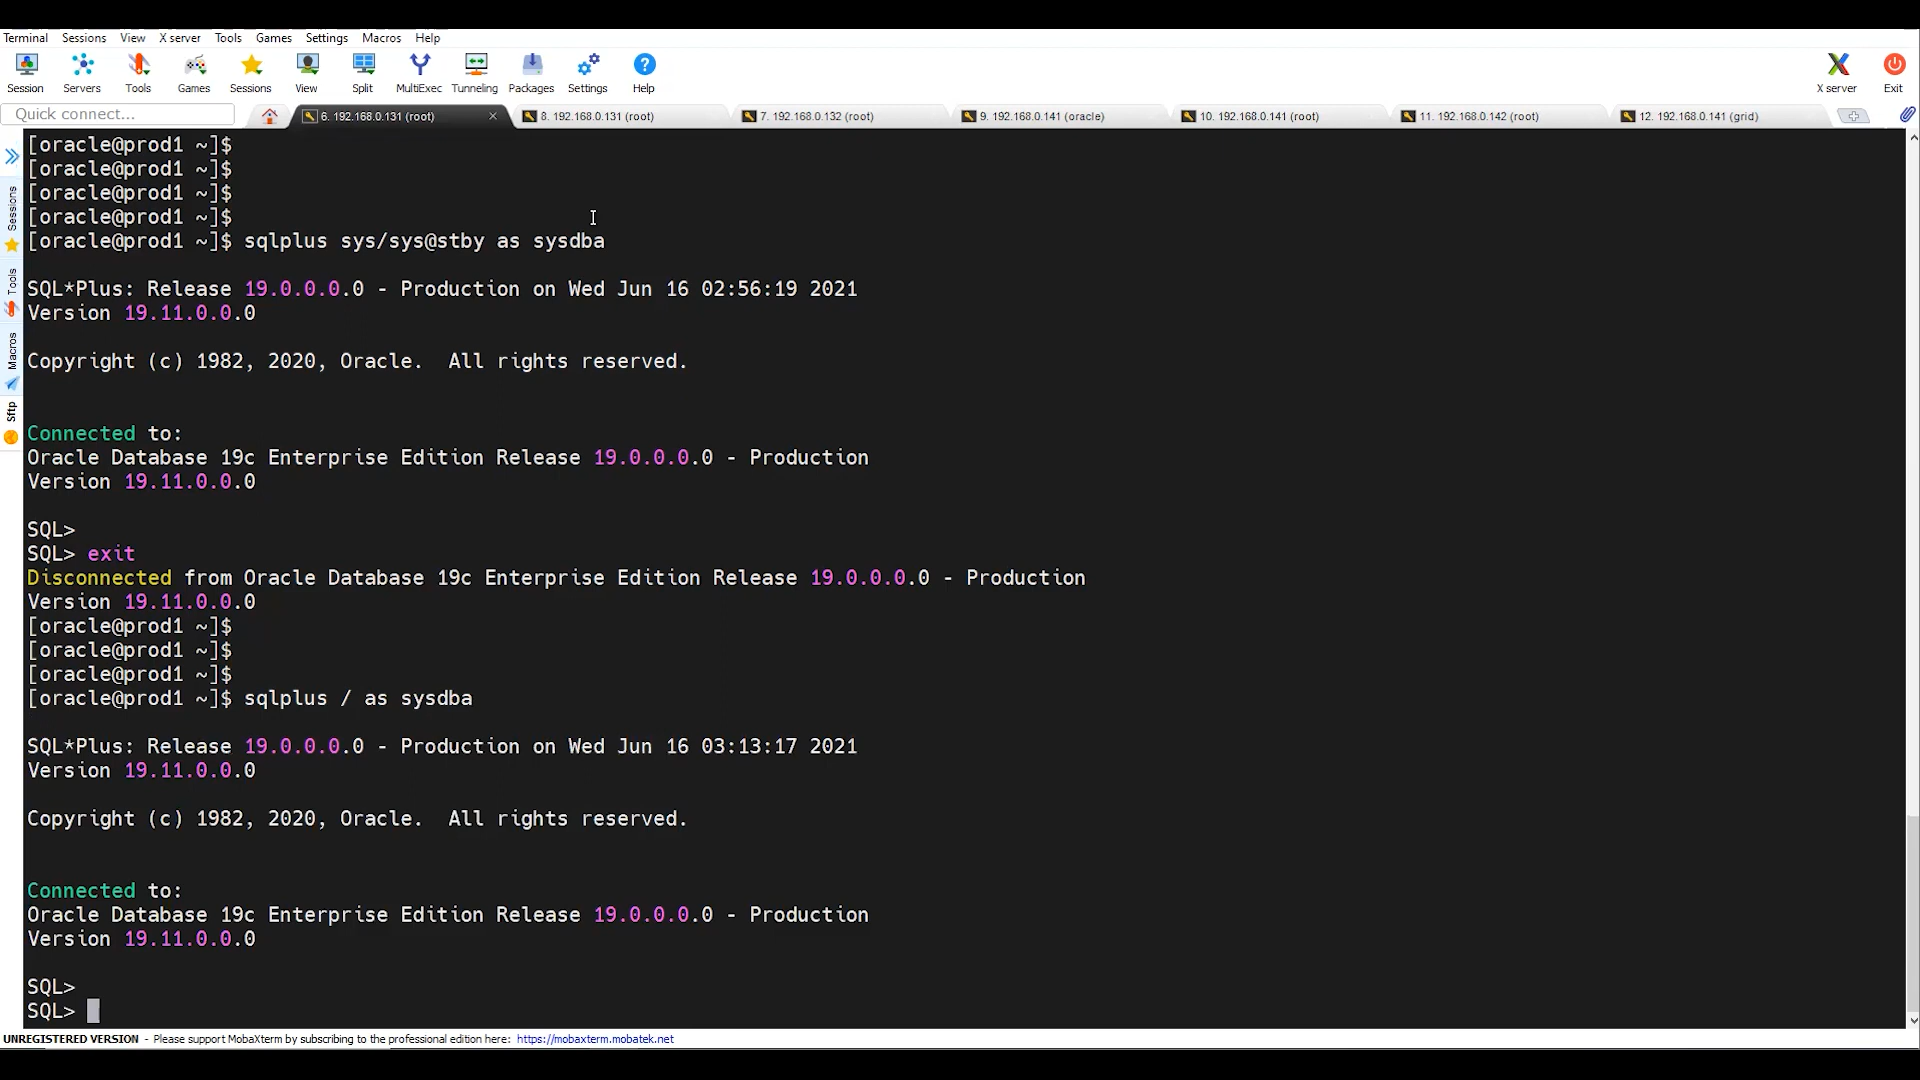 Terminal Sessions View X server Tools Games Settings Macros Help
Session Servers Tools Games Sessions View Split MultiExec Tunneling Packages Settings Help X server Exit
Quick connect... 6. 192.168.0.131 (root) 8. 192.168.0.131 (root) 7. 192.168.0.132 (root) 9. 192.168.0.141 (oracle) 10. 192.168.0.141 (root) 11. 192.168.0.142 (root) 12. 192.168.0.141 (grid)
Sessions
Tools
Macros
Sftp
[oracle@prod1 ~]$
[oracle@prod1 ~]$
[oracle@prod1 ~]$
[oracle@prod1 ~]$
[oracle@prod1 ~]$ sqlplus sys/sys@stby as sysdba
SQL*Plus: Release 19.0.0.0.0 - Production on Wed Jun 16 02:56:19 2021
Version 19.11.0.0.0
Copyright (c) 1982, 2020, Oracle.  All rights reserved.
Connected to:
Oracle Database 19c Enterprise Edition Release 19.0.0.0.0 - Production
Version 19.11.0.0.0
SQL>
SQL> exit
Disconnected from Oracle Database 19c Enterprise Edition Release 19.0.0.0.0 - Production
Version 19.11.0.0.0
[oracle@prod1 ~]$
[oracle@prod1 ~]$
[oracle@prod1 ~]$
[oracle@prod1 ~]$ sqlplus / as sysdba
SQL*Plus: Release 19.0.0.0.0 - Production on Wed Jun 16 03:13:17 2021
Version 19.11.0.0.0
Copyright (c) 1982, 2020, Oracle.  All rights reserved.
Connected to:
Oracle Database 19c Enterprise Edition Release 19.0.0.0.0 - Production
Version 19.11.0.0.0
SQL>
SQL>
UNREGISTERED VERSION - Please support MobaXterm by subscribing to the professional edition here: https://mobaxterm.mobatek.net